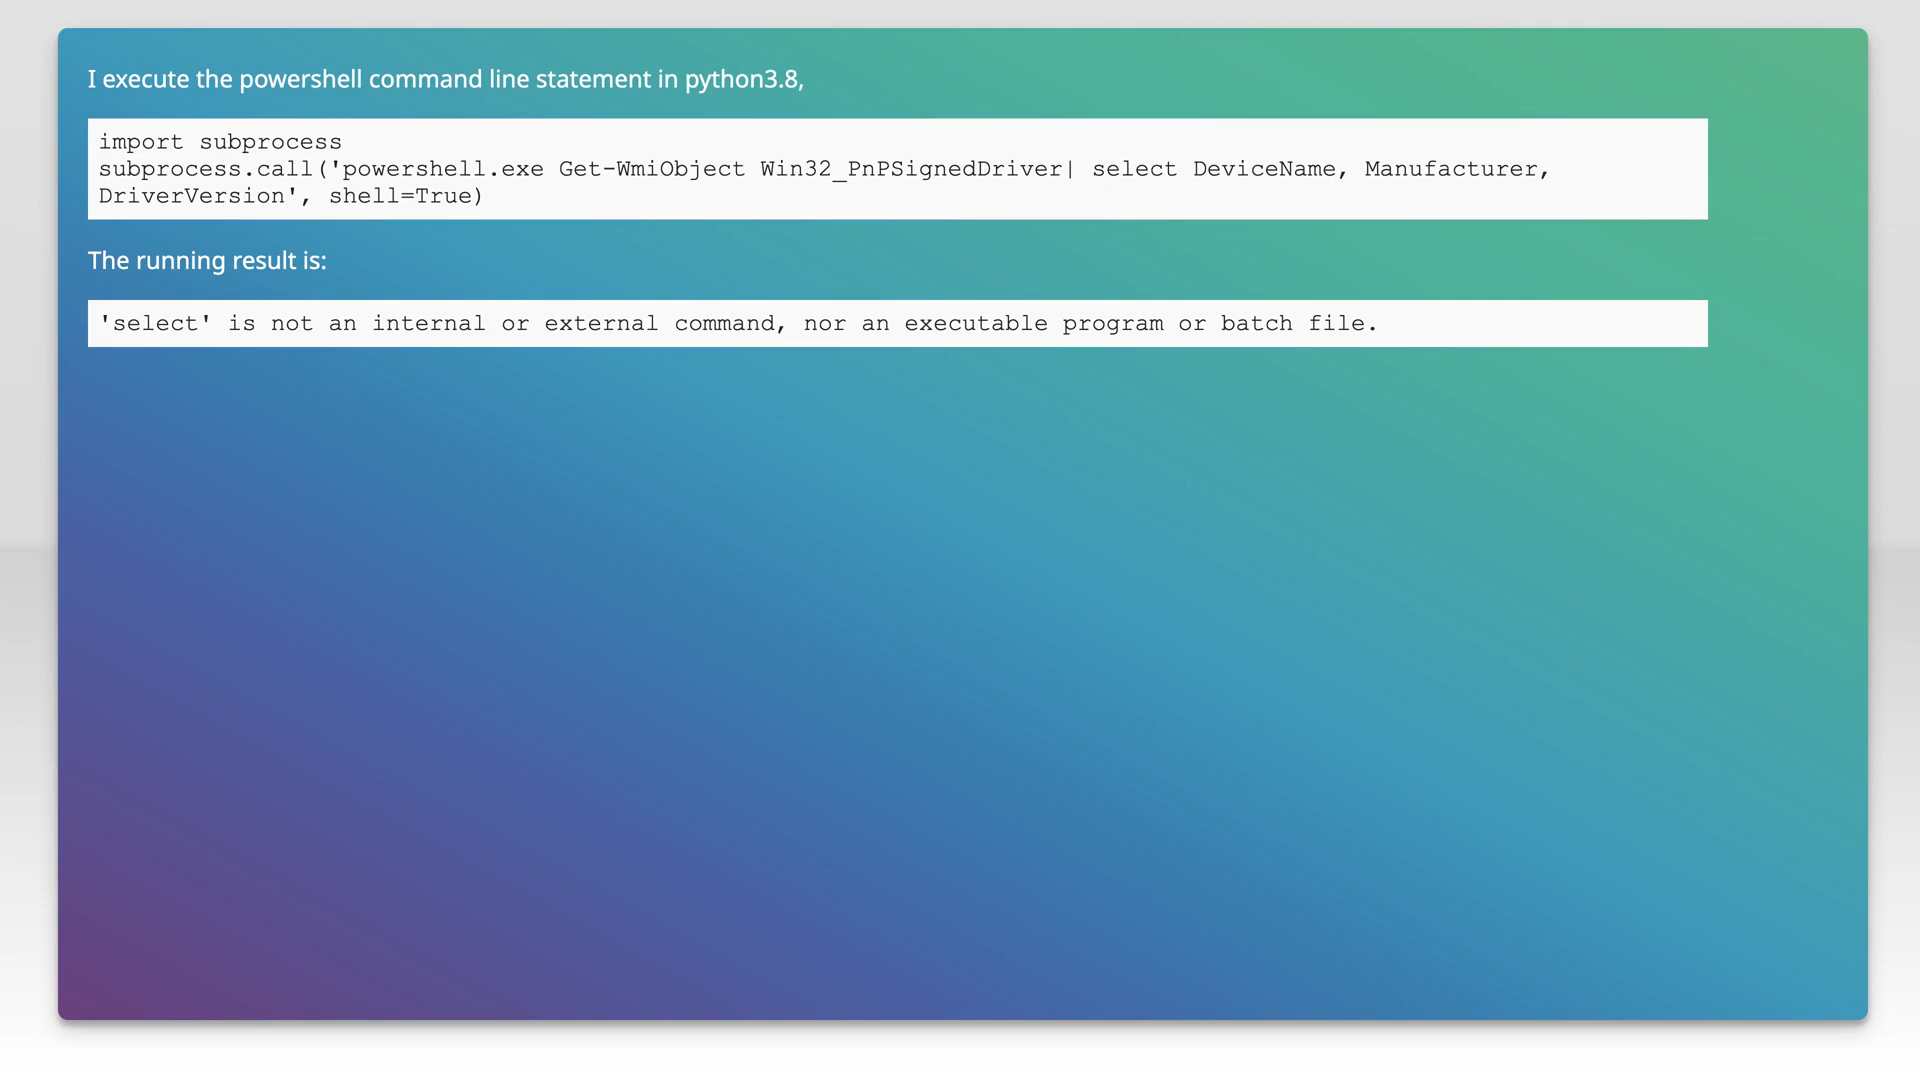 I execute the powershell command line statement in python3.8,
import subprocess
subprocess.call('powershell.exe Get-WmiObject Win32_PnPSignedDriver| select DeviceName, Manufacturer,
DriverVersion', shell=True)
The running result is:
'select' is not an internal or external command, nor an executable program or batch file.